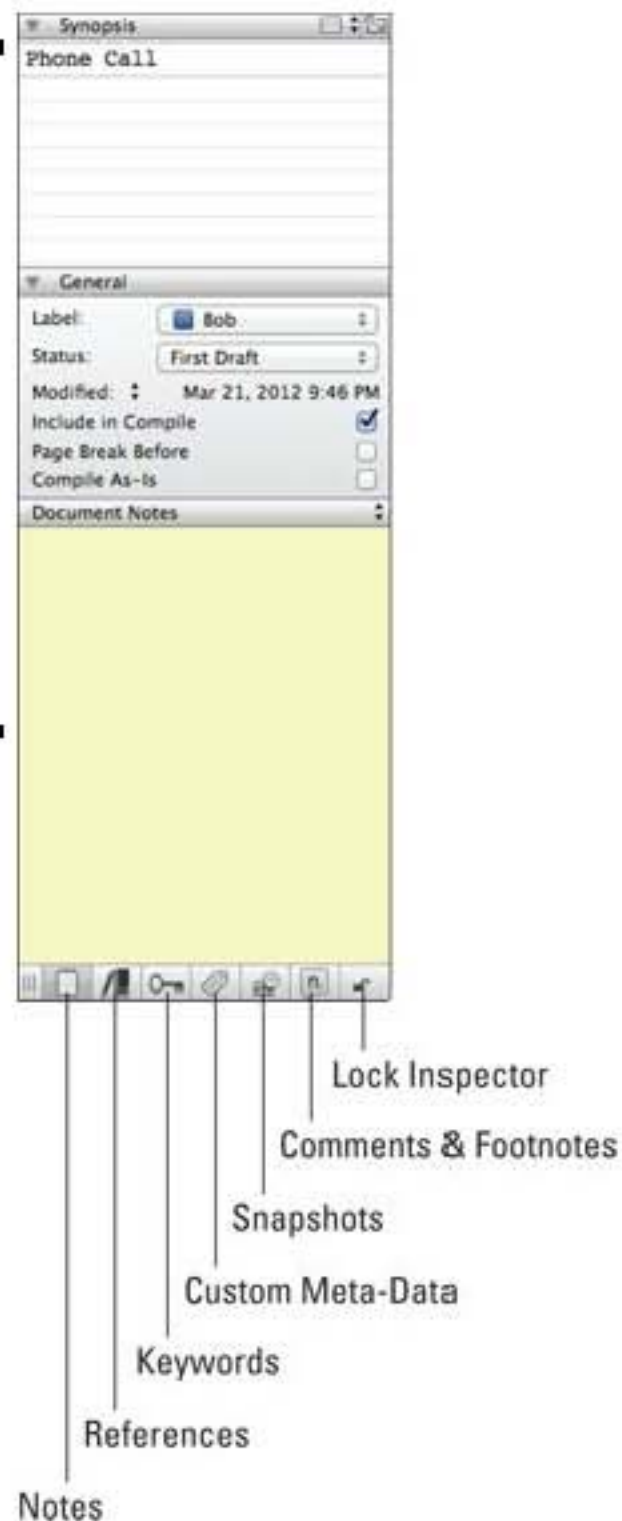 Synopsis
Phone Call
General
Label: Bob
Status: First Draft
Modified: Mar 21, 2012 9:46 PM
Include in Compile
Page Break Before
Compile As-Is
Document Notes
n
Lock Inspector
Comments & Footnotes
Snapshots
Custom Meta-Data
Keywords
References
Notes